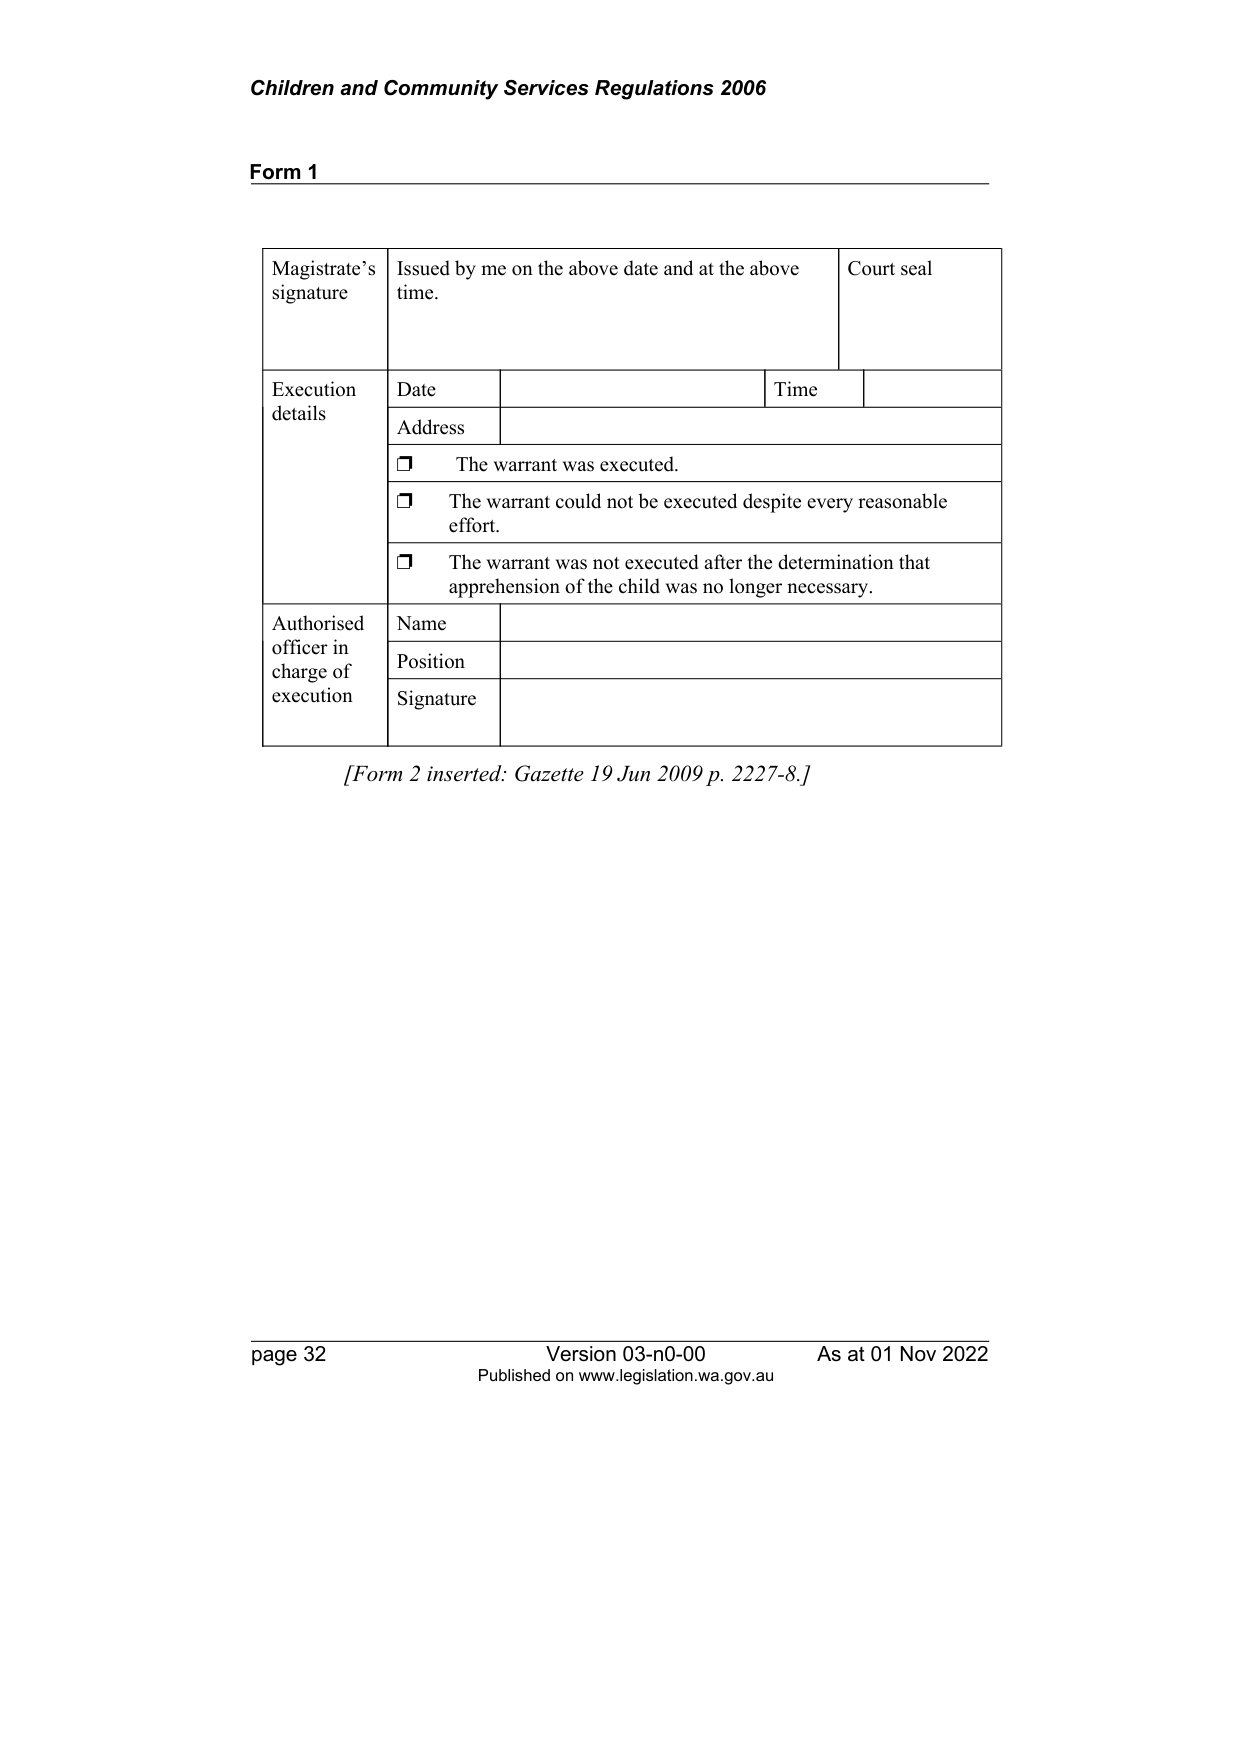 Children and Community Services Regulations 2006
Form 1
Magistrate’s
signature
Issued by me on the above date and at the above
time.
Court seal
Execution
details
Date
Time
Address
❒ The warrant was executed.
❒ The warrant could not be executed despite every reasonable
effort.
❒ The warrant was not executed after the determination that
apprehension of the child was no longer necessary.
Authorised
officer in
charge of
execution
Name
Position
Signature
[Form 2 inserted: Gazette 19 Jun 2009 p. 2227-8.]
page 32 Version 03-n0-00 As at 01 Nov 2022
Published on www.legislation.wa.gov.au